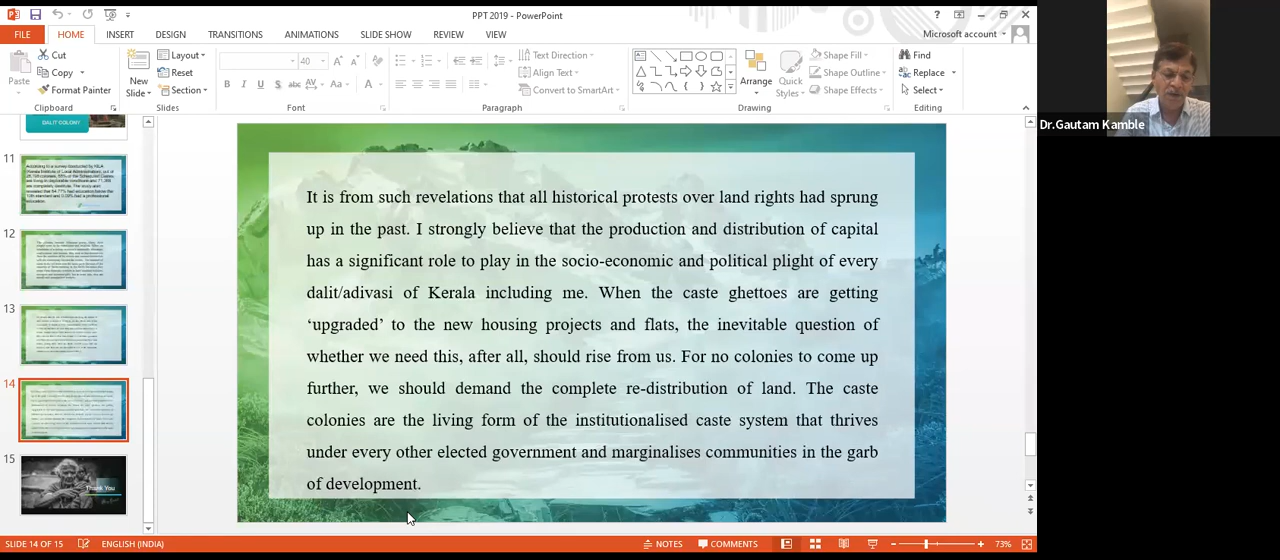 PPT 2019 - PowerPoint
FILE HOME INSERT DESIGN TRANSITIONS ANIMATIONS SLIDE SHOW REVIEW VIEW Microsoft account
Paste
Cut
Copy
Format Painter
Clipboard
New Slide
Layout
Reset
Section
Slides
40
B I U S abc AV Aa A
Font
Paragraph
Text Direction
Align Text
Convert to SmartArt
Arrange
Quick Styles
Drawing
Shape Fill
Shape Outline
Shape Effects
Find
Replace
Select
Editing
Dr.Gautam Kamble
DALIT COLONY
11
12
13
14
15
Thank You
It is from such revelations that all historical protests over land rights had sprung
up in the past. I strongly believe that the production and distribution of capital
has a significant role to play in the socio-economic and political plight of every
dalit/adivasi of Kerala including me. When the caste ghettoes are getting
‘upgraded’ to the new housing projects and flats, the inevitable question of
whether we need this, after all, should rise from us. For no colonies to come up
further, we should demand the complete re-distribution of land. The caste
colonies are the living form of the institutionalised caste system that thrives
under every other elected government and marginalises communities in the garb
of development.
SLIDE 14 OF 15 ENGLISH (INDIA) NOTES COMMENTS 73%